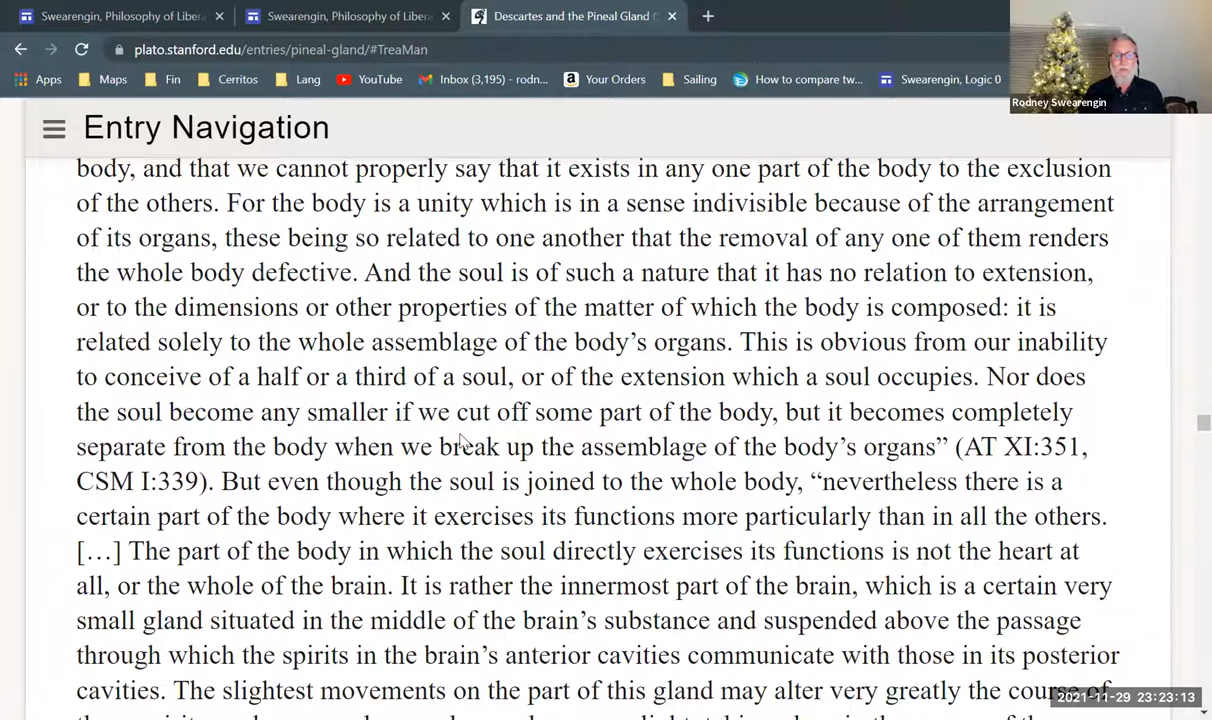 Swearengin, Philosophy of Libera
Swearengin, Philosophy of Libera
Descartes and the Pineal Gland (
plato.stanford.edu/entries/pineal-gland/#TreaMan
Apps Maps Fin Cerritos Lang YouTube Inbox (3,195) - rodn... Your Orders Sailing How to compare tw... Swearengin, Logic 0
Rodney Swearengin
Entry Navigation
body, and that we cannot properly say that it exists in any one part of the body to the exclusion
of the others. For the body is a unity which is in a sense indivisible because of the arrangement
of its organs, these being so related to one another that the removal of any one of them renders
the whole body defective. And the soul is of such a nature that it has no relation to extension,
or to the dimensions or other properties of the matter of which the body is composed: it is
related solely to the whole assemblage of the body’s organs. This is obvious from our inability
to conceive of a half or a third of a soul, or of the extension which a soul occupies. Nor does
the soul become any smaller if we cut off some part of the body, but it becomes completely
separate from the body when we break up the assemblage of the body’s organs” (AT XI:351,
CSM I:339). But even though the soul is joined to the whole body, “nevertheless there is a
certain part of the body where it exercises its functions more particularly than in all the others.
[…] The part of the body in which the soul directly exercises its functions is not the heart at
all, or the whole of the brain. It is rather the innermost part of the brain, which is a certain very
small gland situated in the middle of the brain’s substance and suspended above the passage
through which the spirits in the brain’s anterior cavities communicate with those in its posterior
cavities. The slightest movements on the part of this gland may alter very greatly the course of
2021-11-29 23:23:13